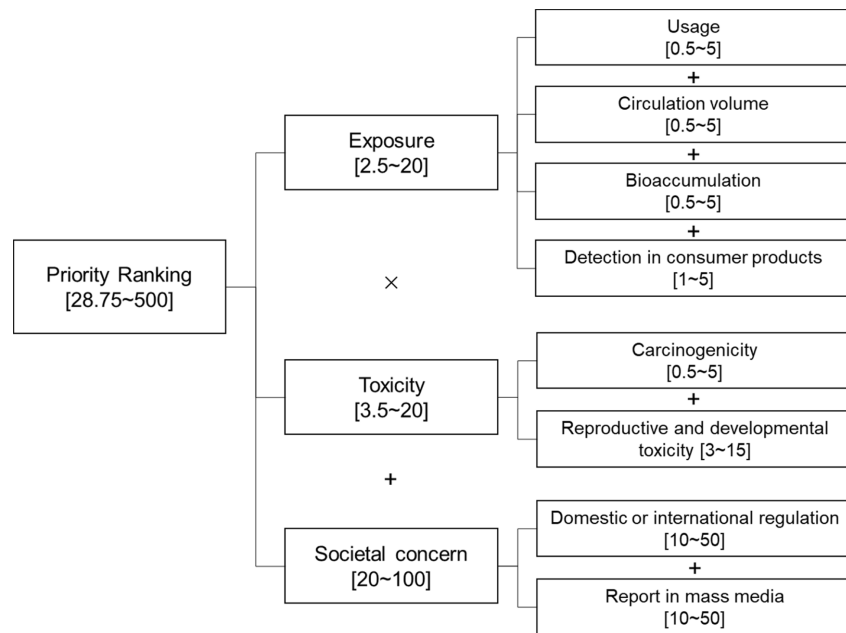 Priority Ranking
[28.75~500]
Exposure
[2.5~20]
×
Toxicity
[3.5~20]
+
Societal concern
[20~100]
Usage
[0.5~5]
+
Circulation volume
[0.5~5]
+
Bioaccumulation
[0.5~5]
+
Detection in consumer products
[1~5]
Carcinogenicity
[0.5~5]
+
Reproductive and developmental
toxicity [3~15]
Domestic or international regulation
[10~50]
+
Report in mass media
[10~50]